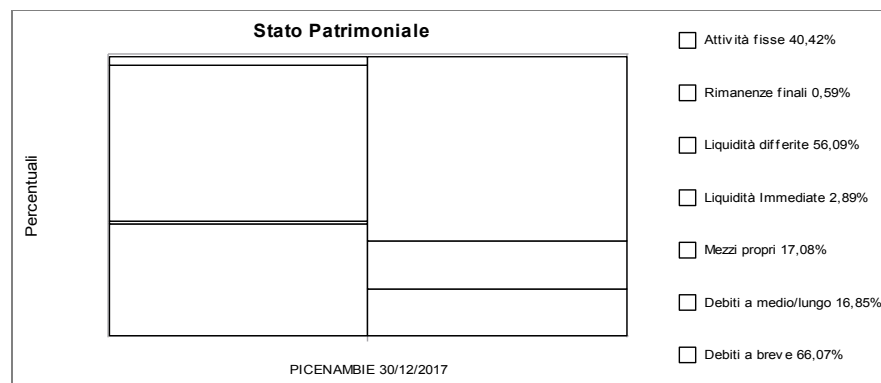 Stato Patrimoniale
Percentuali
PICENAMBIE 30/12/2017
Attività fisse 40,42%
Rimanenze finali 0,59%
Liquidità differite 56,09%
Liquidità Immediate 2,89%
Mezzi propri 17,08%
Debiti a medio/lungo 16,85%
Debiti a breve 66,07%